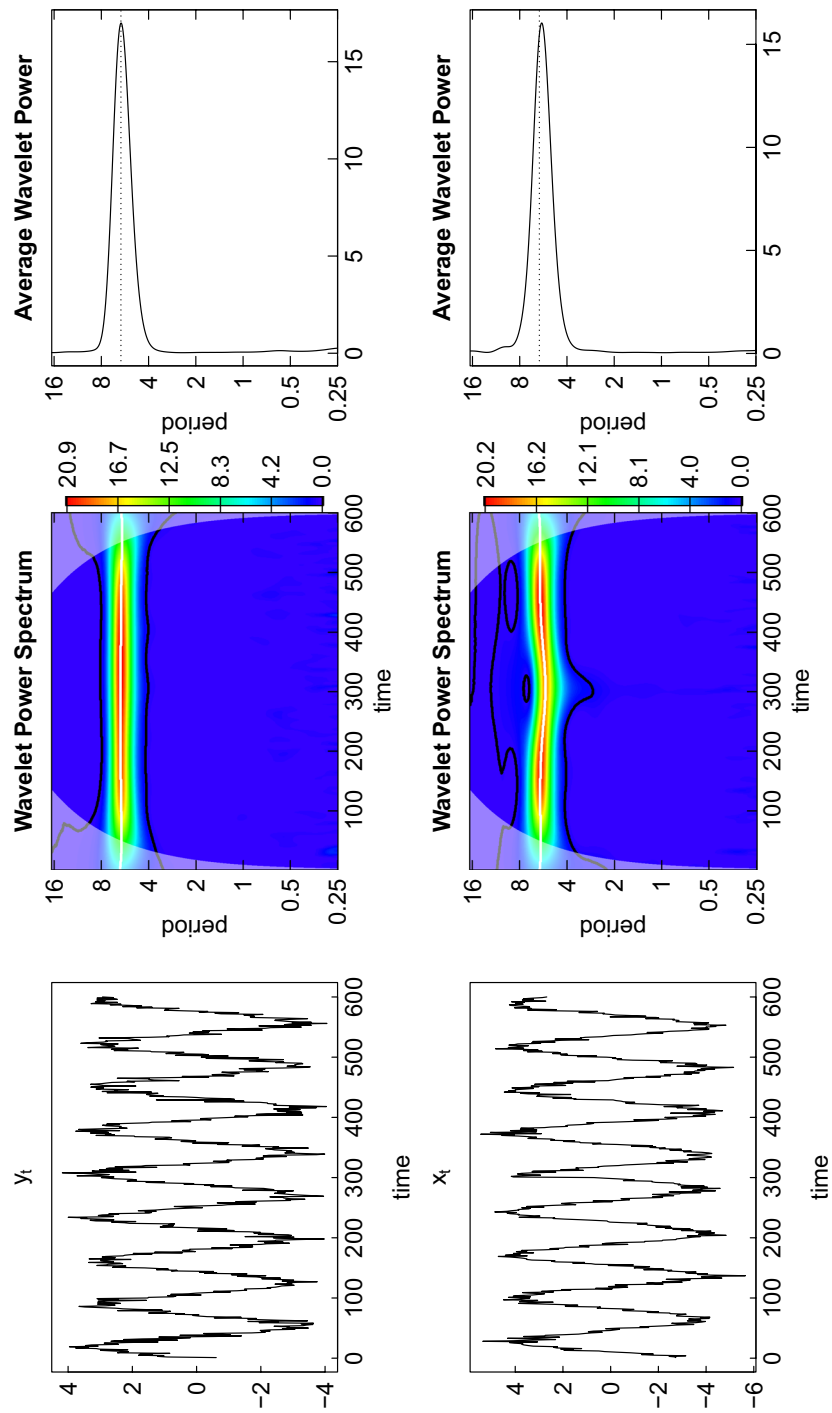 y_t
4
2
0
−2
−4
0 100 200 300 400 500 600
time
Wavelet Power Spectrum
16
8
4
2
1
0.5
0.25
period
100 200 300 400 500 600
time
20.9
16.7
12.5
8.3
4.2
0.0
Average Wavelet Power
16
8
4
2
1
0.5
0.25
period
0 5 10 15
x_t
4
2
0
−2
−4
−6
0 100 200 300 400 500 600
time
Wavelet Power Spectrum
16
8
4
2
1
0.5
0.25
period
100 200 300 400 500 600
time
20.2
16.2
12.1
8.1
4.0
0.0
Average Wavelet Power
16
8
4
2
1
0.5
0.25
period
0 5 10 15